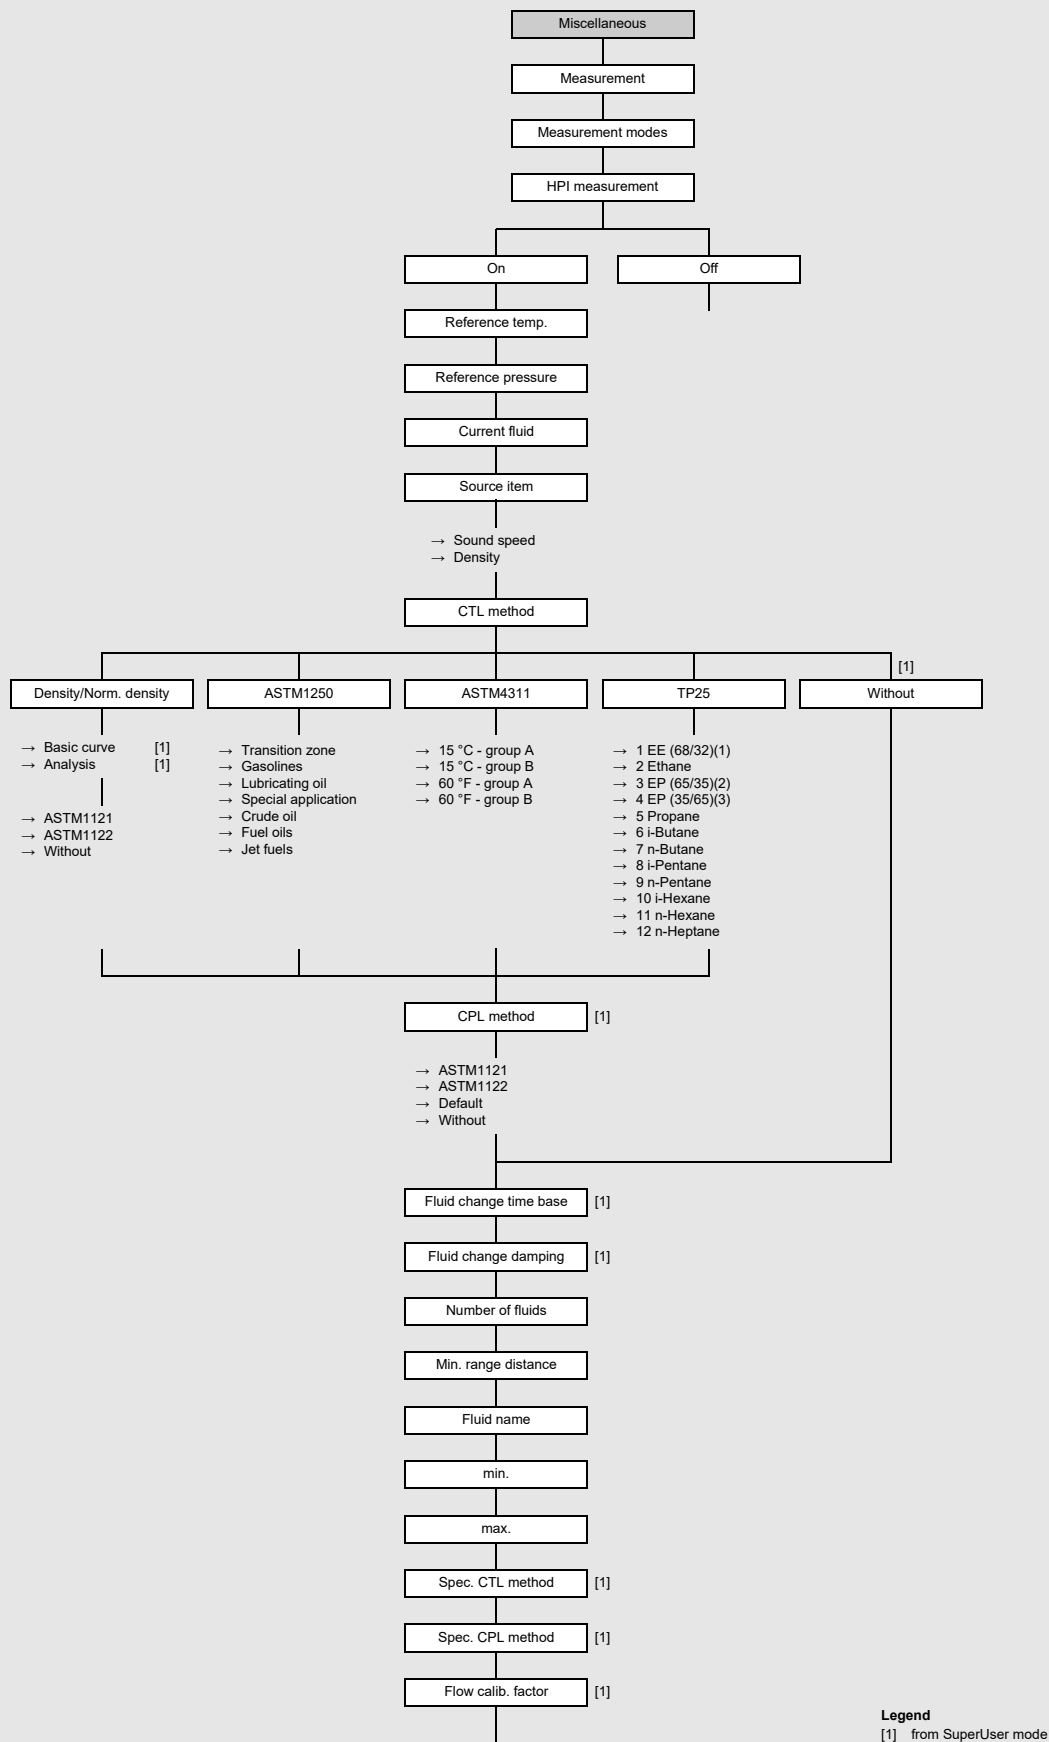 Miscellaneous
Measurement
Measurement modes
HPI measurement
On
Off
Reference temp.
Reference pressure
Current fluid
Source item
→ Sound speed
→ Density
CTL method
[1]
Density/Norm. density
ASTM1250
ASTM4311
TP25
Without
→ Basic curve [1]
→ Analysis [1]
→ ASTM1121
→ ASTM1122
→ Without
→ Transition zone
→ Gasolines
→ Lubricating oil
→ Special application
→ Crude oil
→ Fuel oils
→ Jet fuels
→ 15 °C - group A
→ 15 °C - group B
→ 60 °F - group A
→ 60 °F - group B
→ 1 EE (68/32)(1)
→ 2 Ethane
→ 3 EP (65/35)(2)
→ 4 EP (35/65)(3)
→ 5 Propane
→ 6 i-Butane
→ 7 n-Butane
→ 8 i-Pentane
→ 9 n-Pentane
→ 10 i-Hexane
→ 11 n-Hexane
→ 12 n-Heptane
CPL method [1]
→ ASTM1121
→ ASTM1122
→ Default
→ Without
Fluid change time base [1]
Fluid change damping [1]
Number of fluids
Min. range distance
Fluid name
min.
max.
Spec. CTL method [1]
Spec. CPL method [1]
Flow calib. factor [1]
Legend
[1] from SuperUser mode